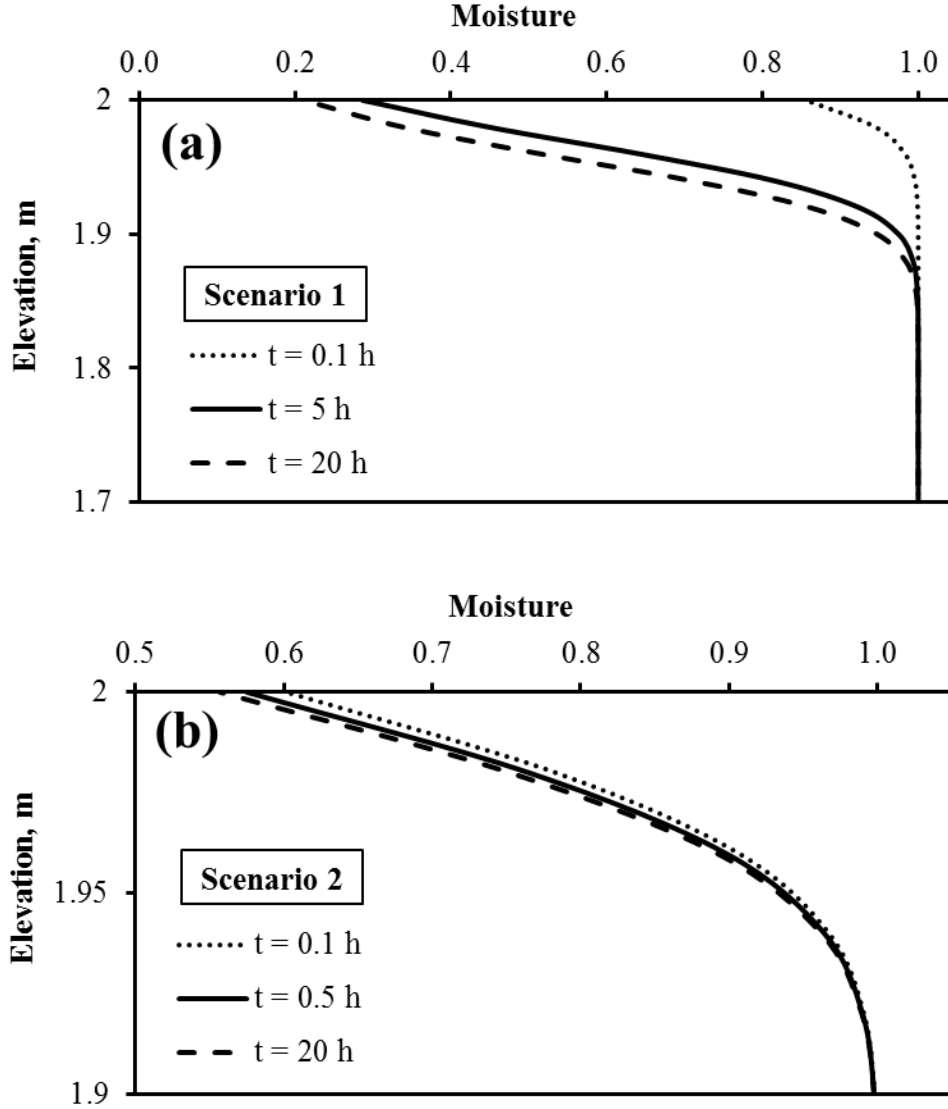 Moisture
0.0 0.2 0.4 0.6 0.8 1.0
2
(a)
1.9
Scenario 1
Elevation, m
t = 0.1 h
1.8
t = 5 h
t = 20 h
1.7
Moisture
0.5 0.6 0.7 0.8 0.9 1.0
2
(b)
Scenario 2
1.95
Elevation, m
t = 0.1 h
t = 0.5 h
t = 20 h
1.9